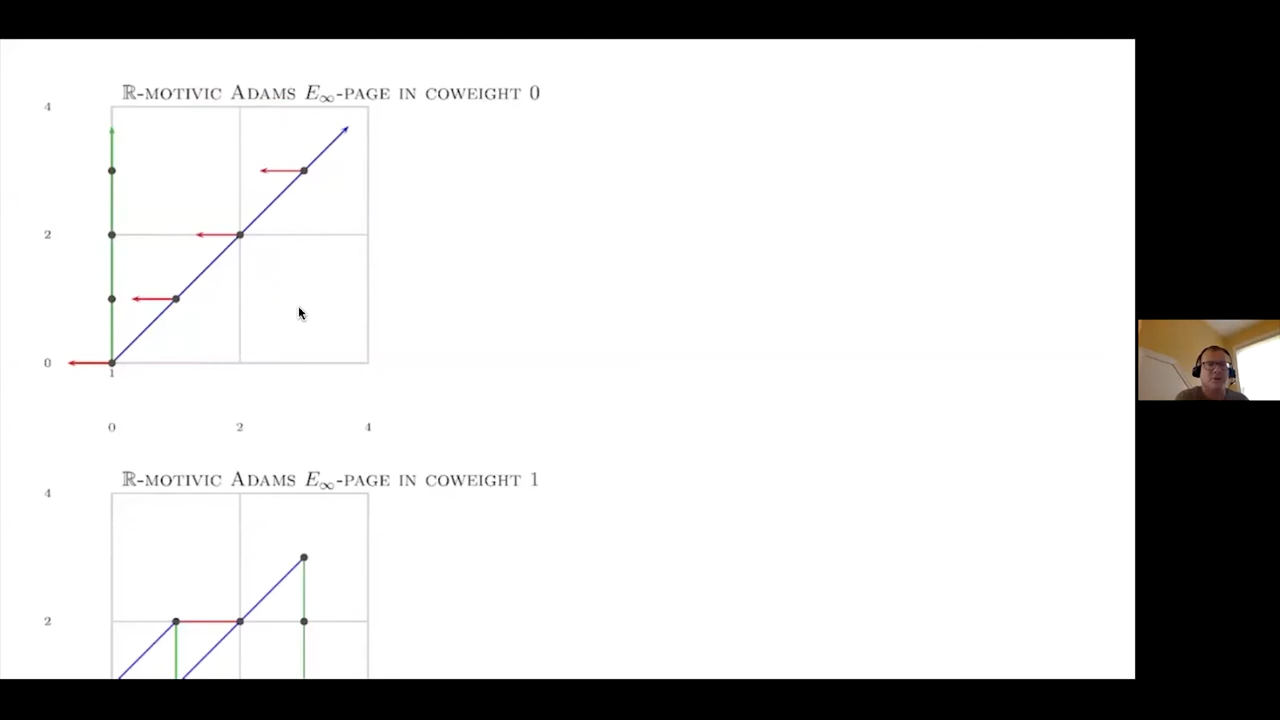 ℝ-MOTIVIC ADAMS E∞-PAGE IN COWEIGHT 0
4
2
0
1
0 2 4
ℝ-MOTIVIC ADAMS E∞-PAGE IN COWEIGHT 1
4
2